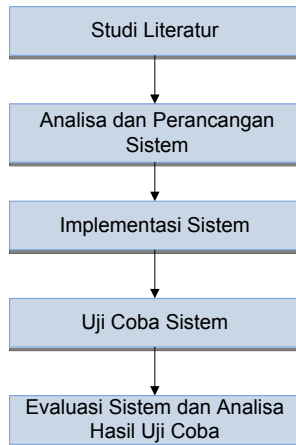 Studi Literatur
Analisa dan Perancangan
Sistem
Implementasi Sistem
Uji Coba Sistem
Evaluasi Sistem dan Analisa
Hasil Uji Coba